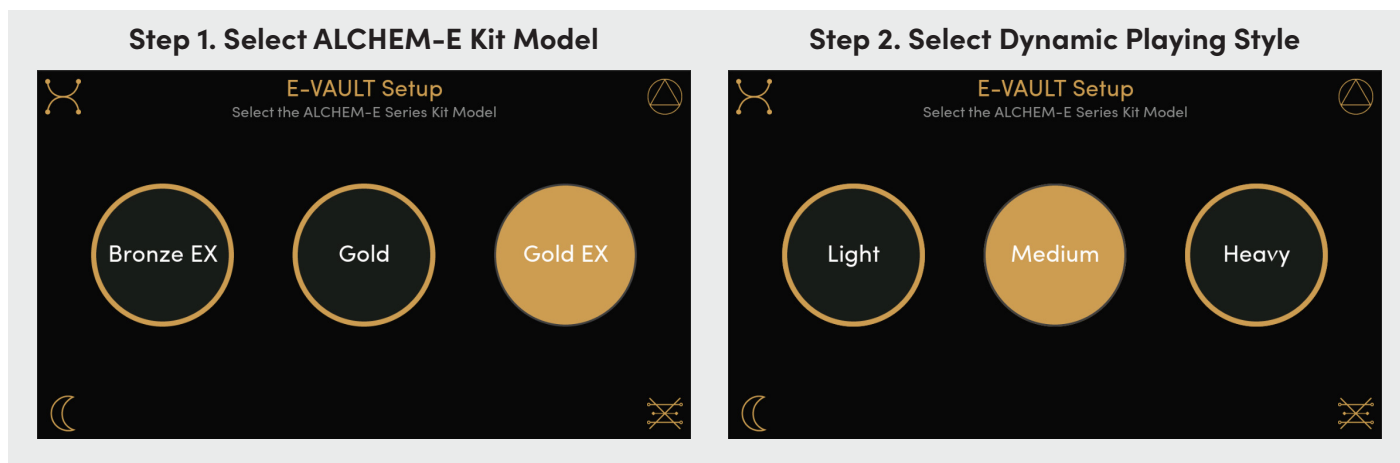 Step 1. Select ALCHEM-E Kit Model
E-VAULT Setup
Select the ALCHEM-E Series Kit Model
Bronze EX
Gold
Gold EX
Step 2. Select Dynamic Playing Style
E-VAULT Setup
Select the ALCHEM-E Series Kit Model
Light
Medium
Heavy